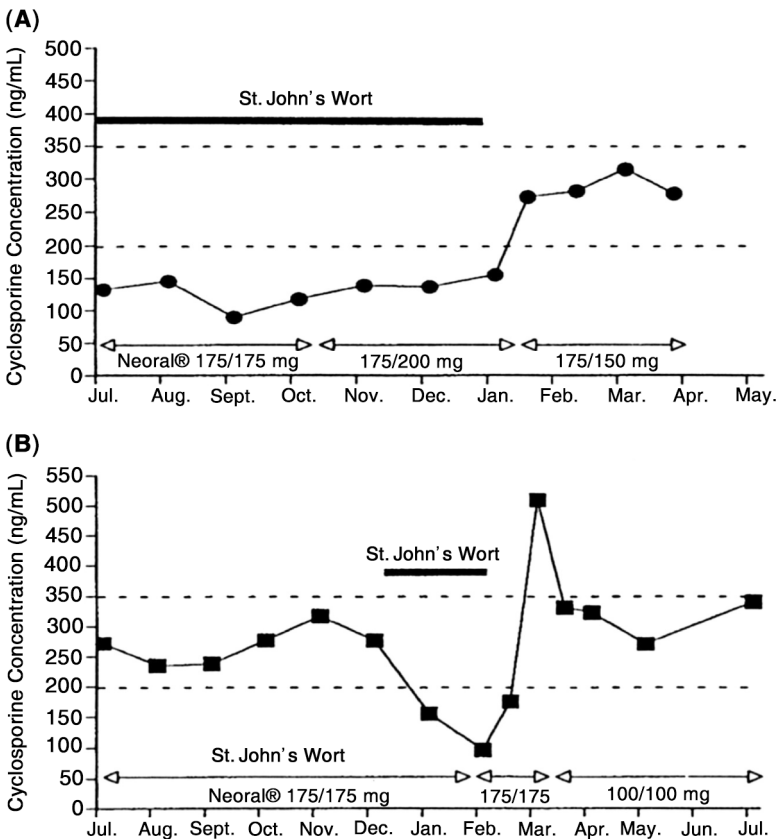 (A)
Cyclosporine Concentration (ng/mL)
500
450
400
350
300
250
200
150
100
50
0
St. John's Wort
Neoral® 175/175 mg
175/200 mg
175/150 mg
Jul. Aug. Sept. Oct. Nov. Dec. Jan. Feb. Mar. Apr. May.
(B)
Cyclosporine Concentration (ng/mL)
550
500
450
400
350
300
250
200
150
100
50
0
St. John's Wort
St. John's Wort
Neoral® 175/175 mg
175/175
100/100 mg
Jul. Aug. Sept. Oct. Nov. Dec. Jan. Feb. Mar. Apr. May. Jun. Jul.